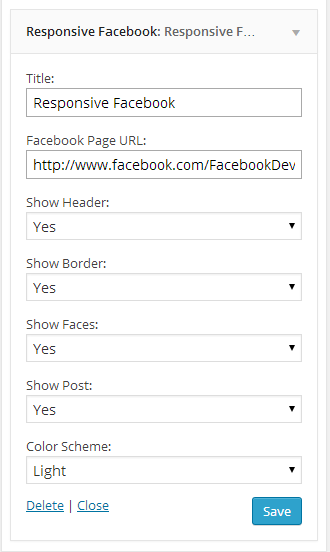 Responsive Facebook: Responsive F...
Title:
Responsive Facebook
Facebook Page URL:
http://www.facebook.com/FacebookDev
Show Header:
Yes
Show Border:
Yes
Show Faces:
Yes
Show Post:
Yes
Color Scheme:
Light
Delete | Close
Save